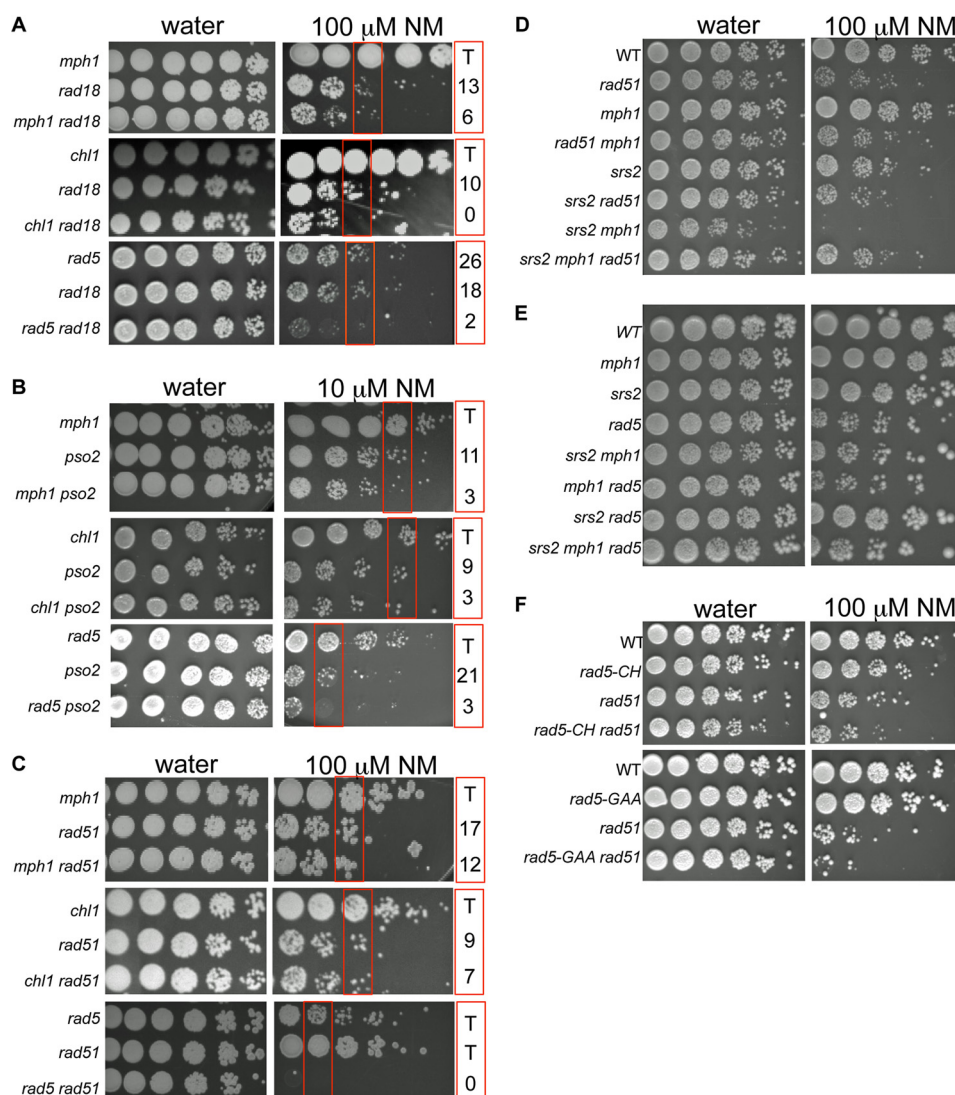 A
water
100 μM NM
mph1
T
rad18
13
mph1 rad18
6
chl1
T
rad18
10
chl1 rad18
0
rad5
26
rad18
18
rad5 rad18
2
B
water
10 μM NM
mph1
T
pso2
11
mph1 pso2
3
chl1
T
pso2
9
chl1 pso2
3
rad5
T
pso2
21
rad5 pso2
3
C
water
100 μM NM
mph1
T
rad51
17
mph1 rad51
12
chl1
T
rad51
9
chl1 rad51
7
rad5
T
rad51
T
rad5 rad51
0
D
water
100 μM NM
WT
rad51
mph1
rad51 mph1
srs2
srs2 rad51
srs2 mph1
srs2 mph1 rad51
E
WT
mph1
srs2
rad5
srs2 mph1
mph1 rad5
srs2 rad5
srs2 mph1 rad5
F
water
100 μM NM
WT
rad5-CH
rad51
rad5-CH rad51
WT
rad5-GAA
rad51
rad5-GAA rad51